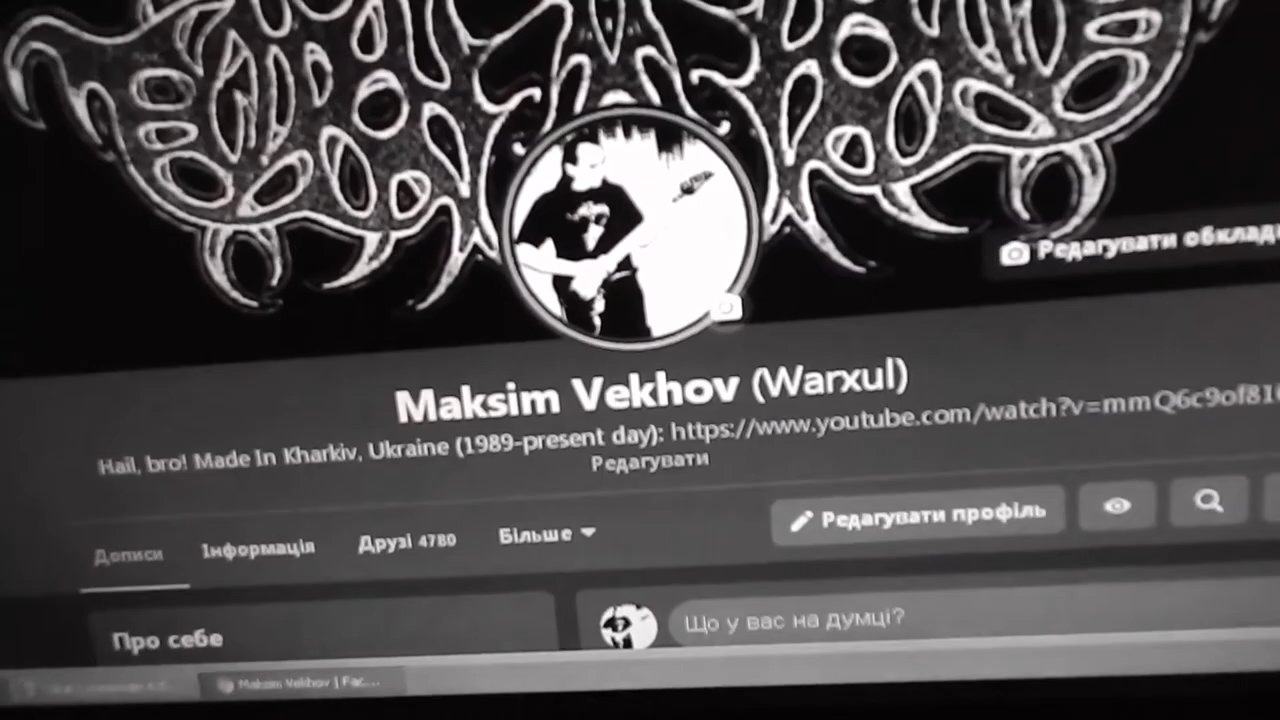 Редагувати обклади
Maksim Vekhov (Warxul)
Hail, bro! Made In Kharkiv, Ukraine (1989-present day): https://www.youtube.com/watch?v=mmQ6c9of81
Редагувати
Дописи Інформація Друзі 4780 Більше
Редагувати профіль
Про себе
Що у вас на думці?
Maksim Vekhov | Fac...